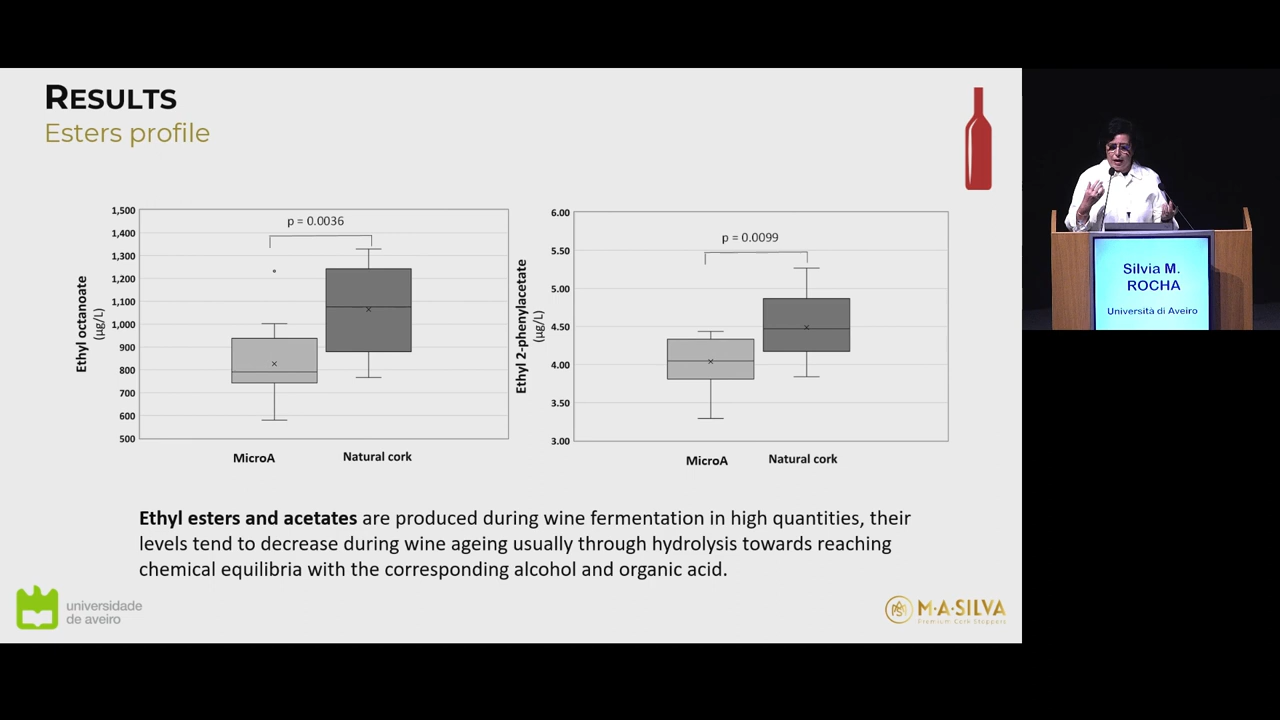 RESULTS
Esters profile
1,500
1,400
1,300
1,200
1,100
1,000
900
800
700
600
500
Ethyl octanoate
(µg/L)
p = 0.0036
MicroA
Natural cork
6.00
5.50
5.00
4.50
4.00
3.50
3.00
Ethyl 2-phenylacetate
(µg/L)
p = 0.0099
MicroA
Natural cork
Ethyl esters and acetates are produced during wine fermentation in high quantities, their
levels tend to decrease during wine ageing usually through hydrolysis towards reaching
chemical equilibria with the corresponding alcohol and organic acid.
universidade
de aveiro
M·A·SILVA
Premium Cork Stoppers
Silvia M.
ROCHA
Università di Aveiro